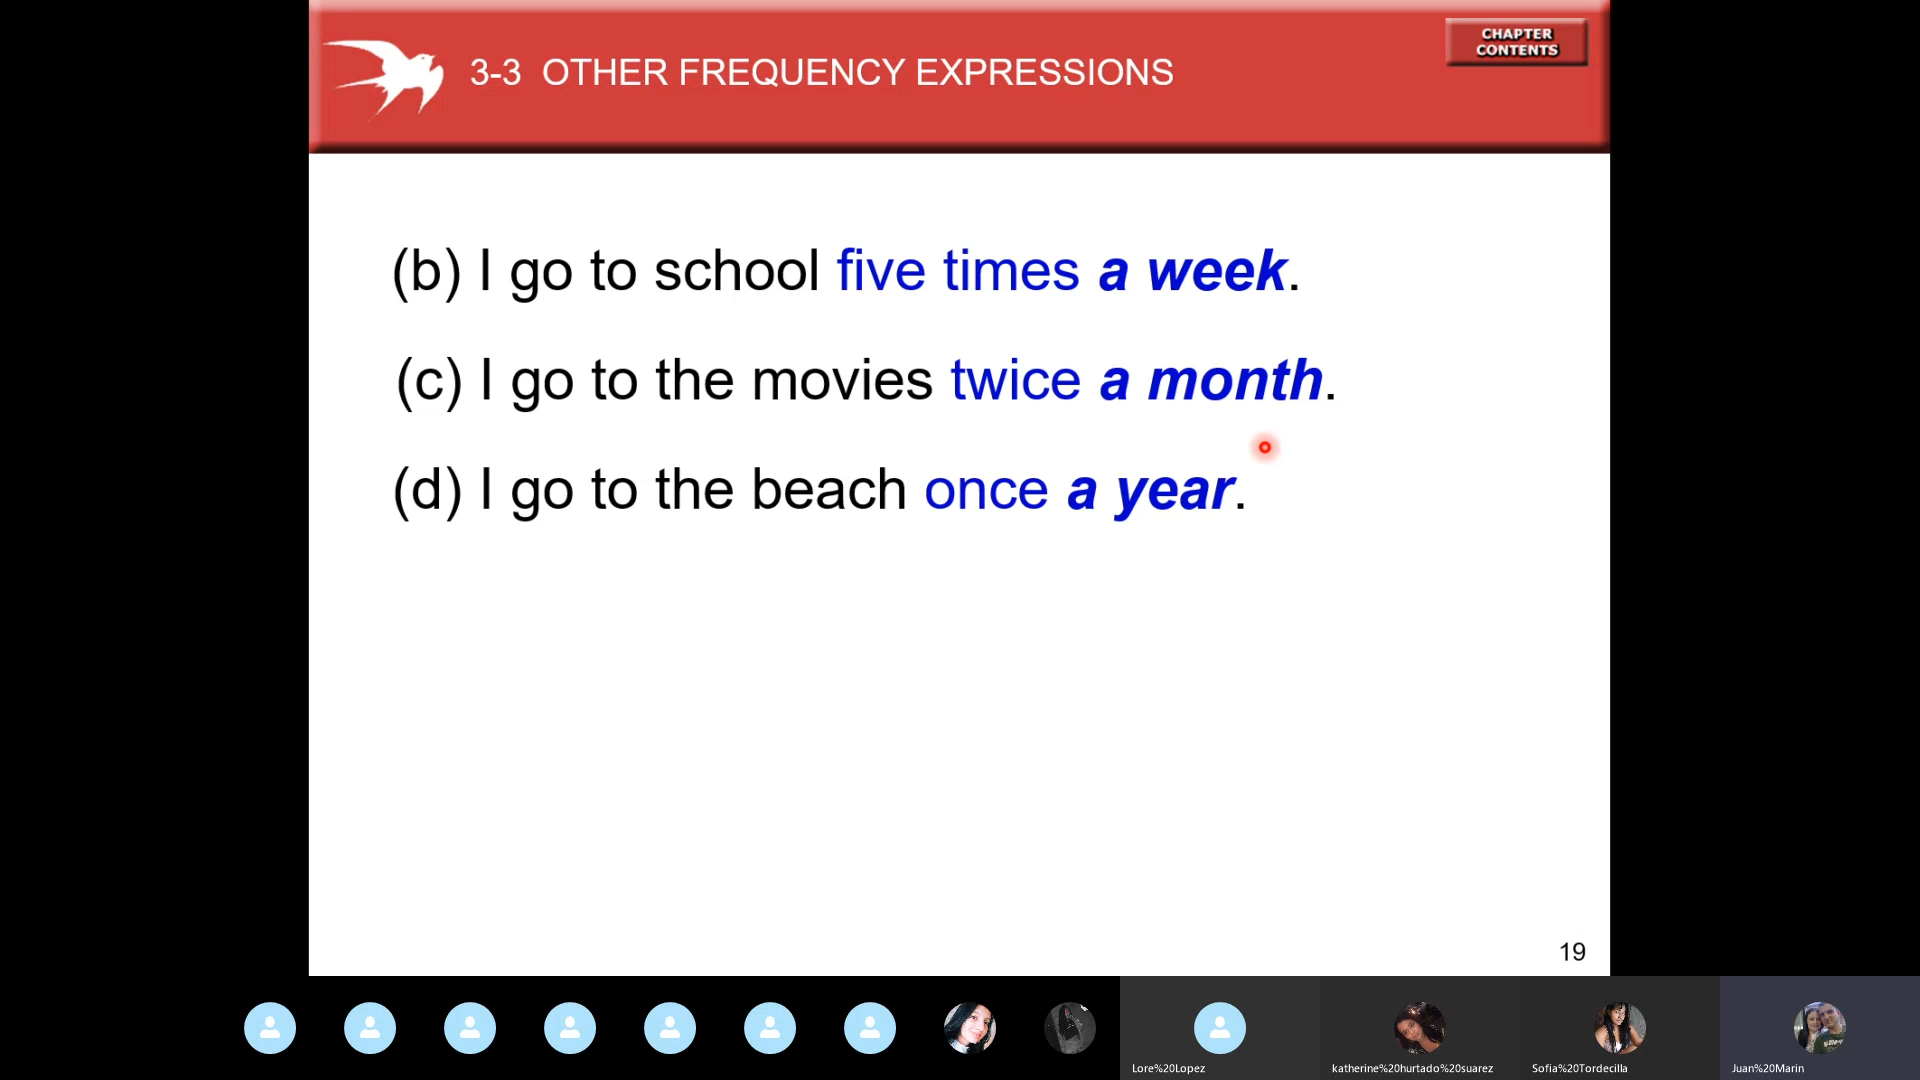 3-3 OTHER FREQUENCY EXPRESSIONS
CHAPTER
CONTENTS
(b) I go to school five times a week.
(c) I go to the movies twice a month.
(d) I go to the beach once a year.
19
Lore%20Lopez
katherine%20hurtado%20suarez
Sofia%20Tordecilla
Juan%20Marin